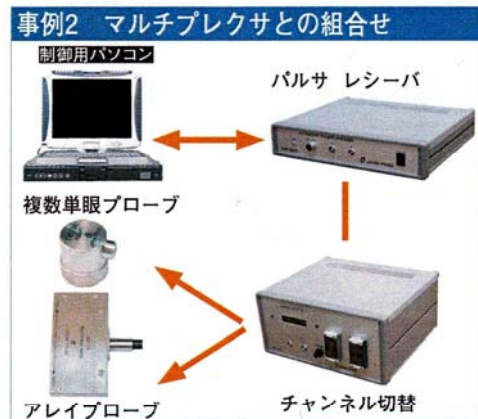 事例2 マルチプレクサとの組合せ
制御用パソコン
パルサ レシーバ
複数単眼プローブ
アレイプローブ
チャンネル切替